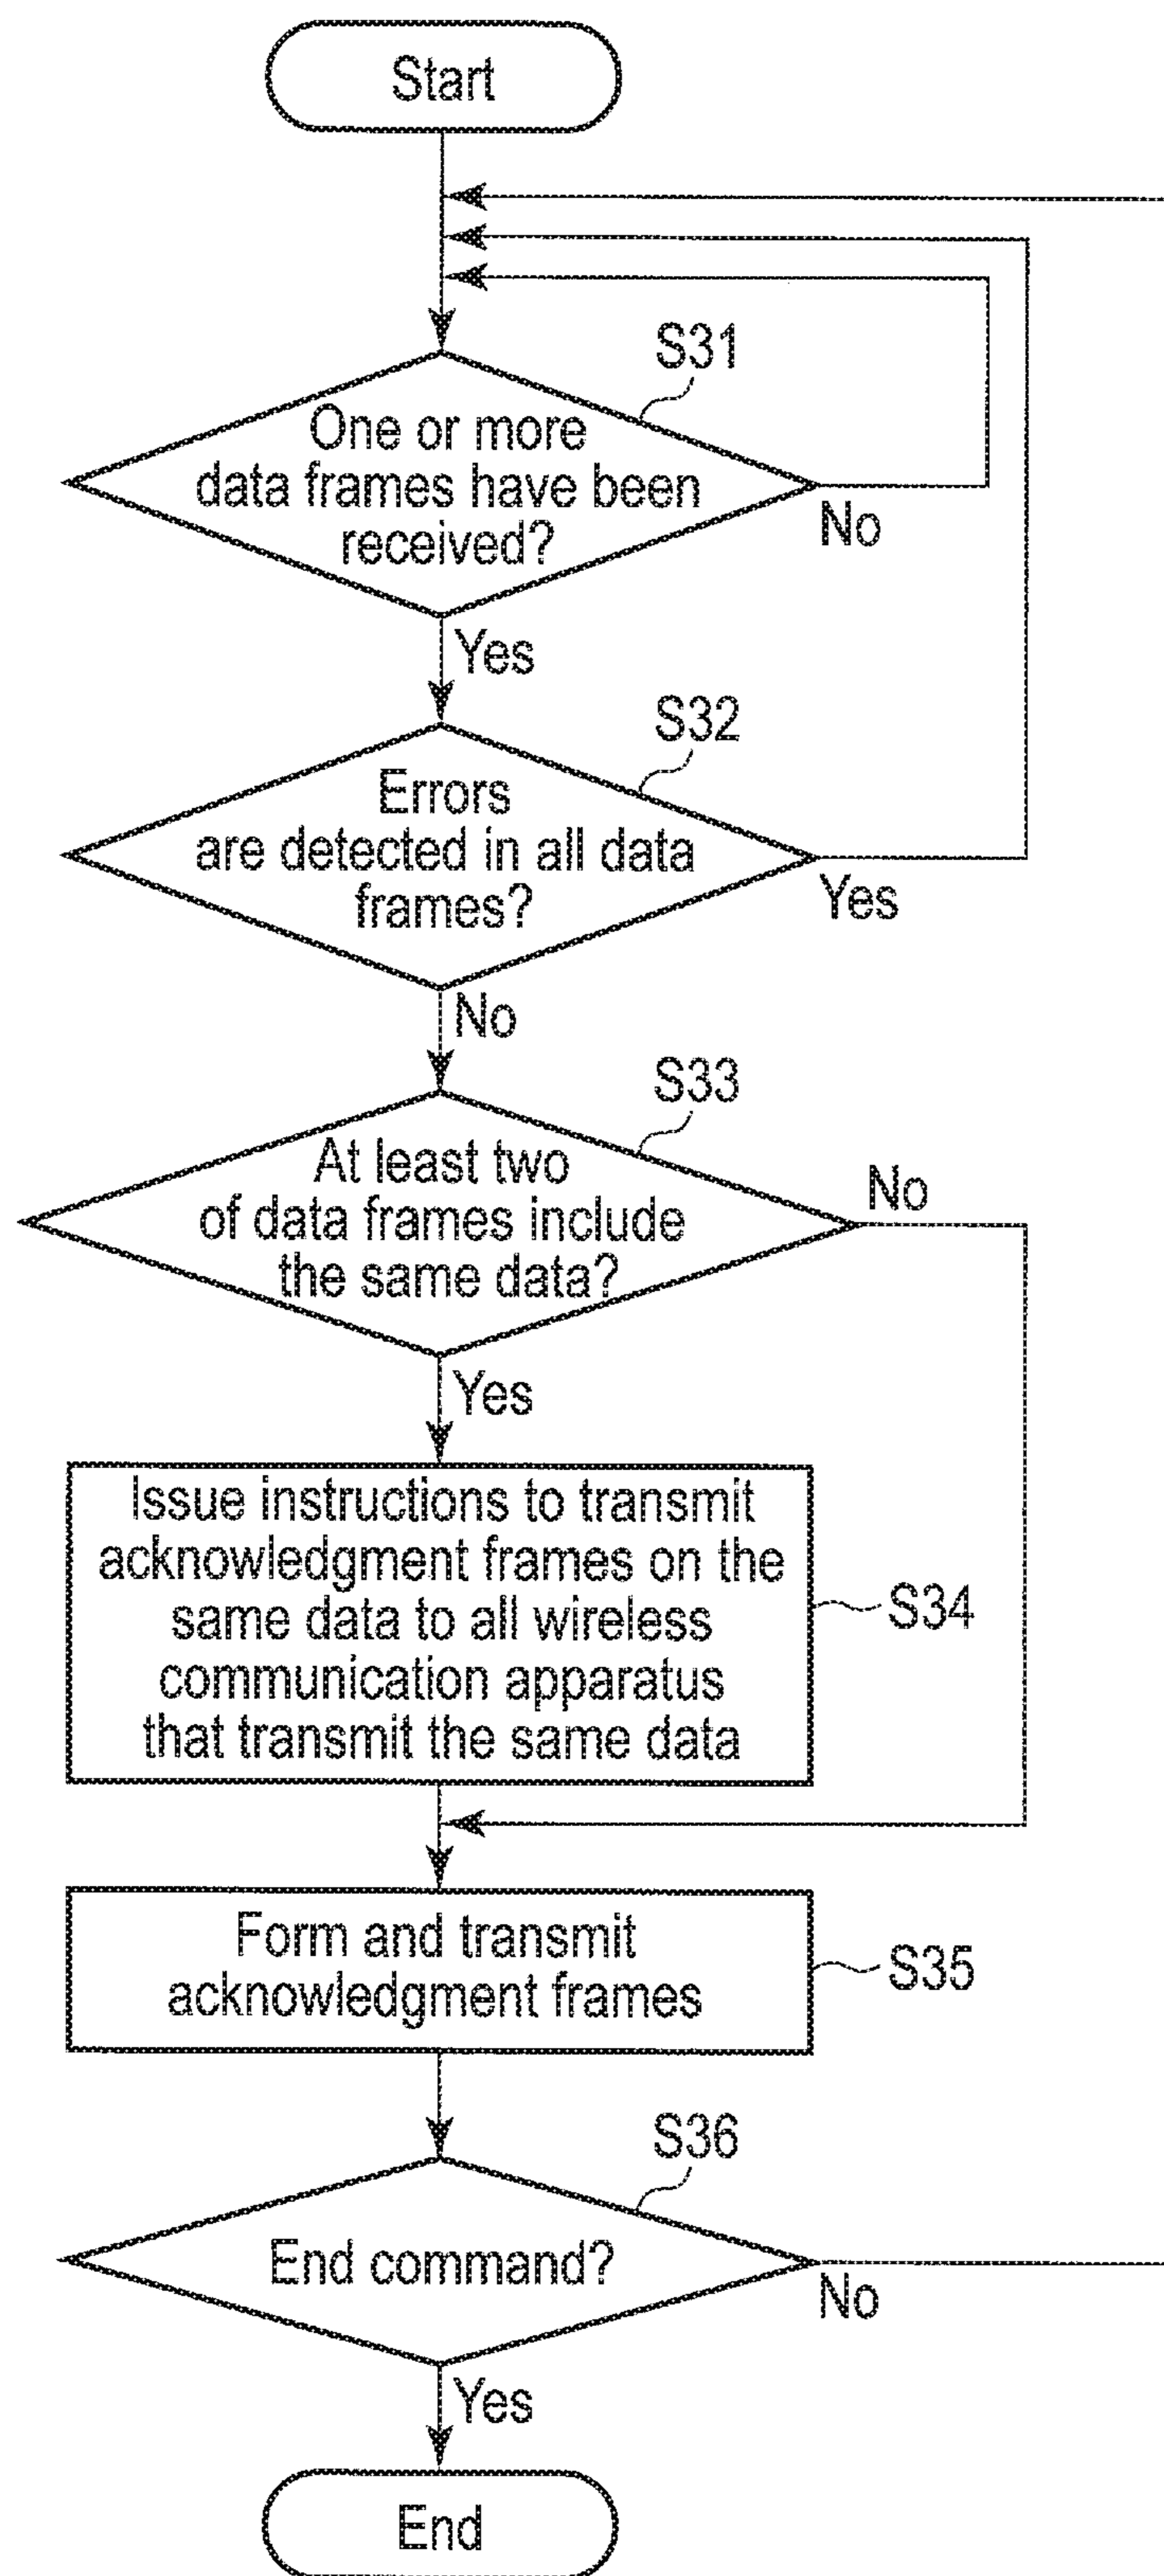 Start
S31
One or more
data frames have been
received?
No
Yes
S32
Errors
are detected in all data
frames?
Yes
No
S33
At least two
of data frames include
the same data?
No
Yes
Issue instructions to transmit
acknowledgment frames on the
same data to all wireless
communication apparatus
that transmit the same data
S34
Form and transmit
acknowledgment frames
S35
S36
End command?
No
Yes
End